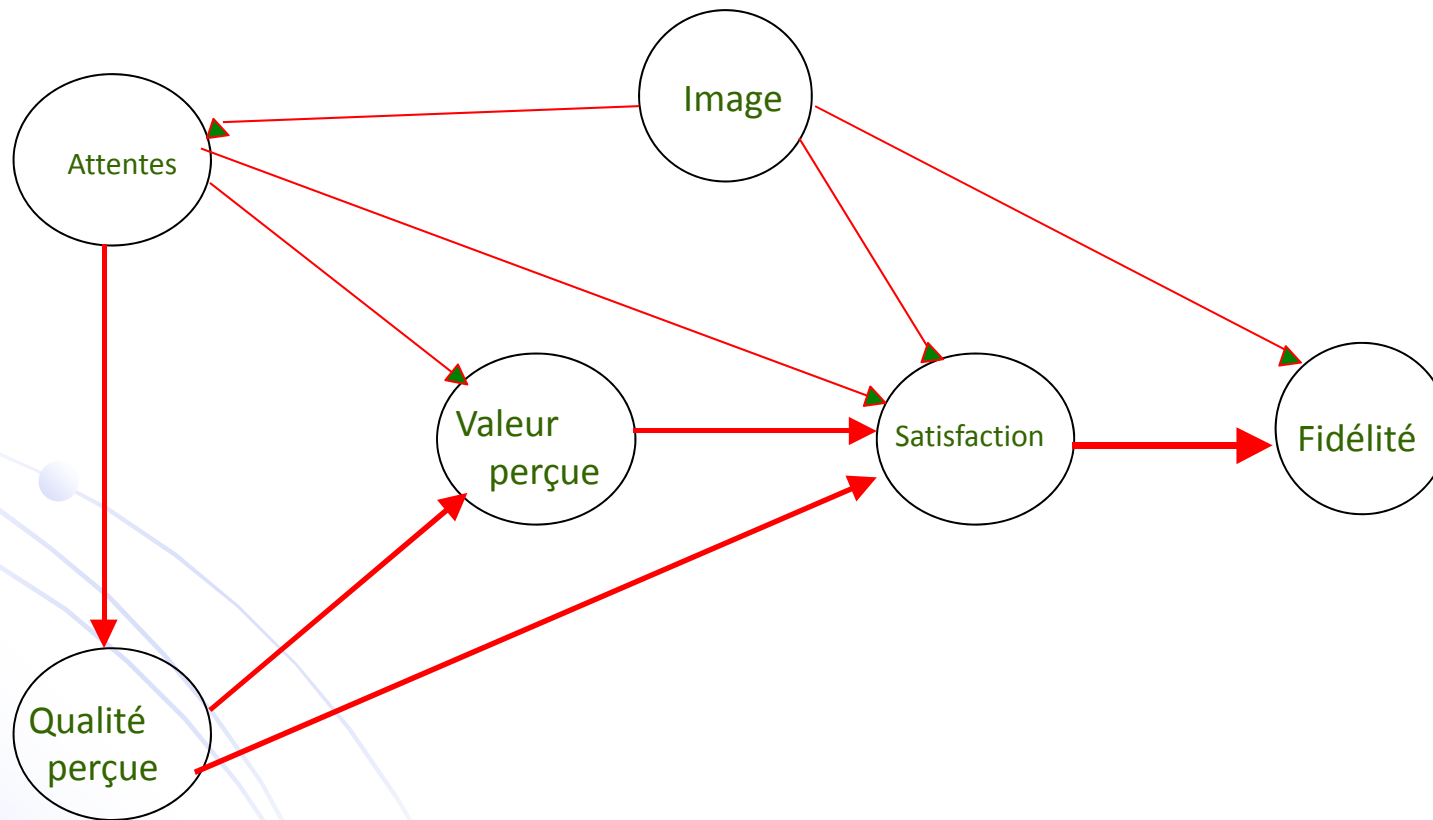 Image
Attentes
Valeur
perçue
Satisfaction
Fidélité
Qualité
perçue